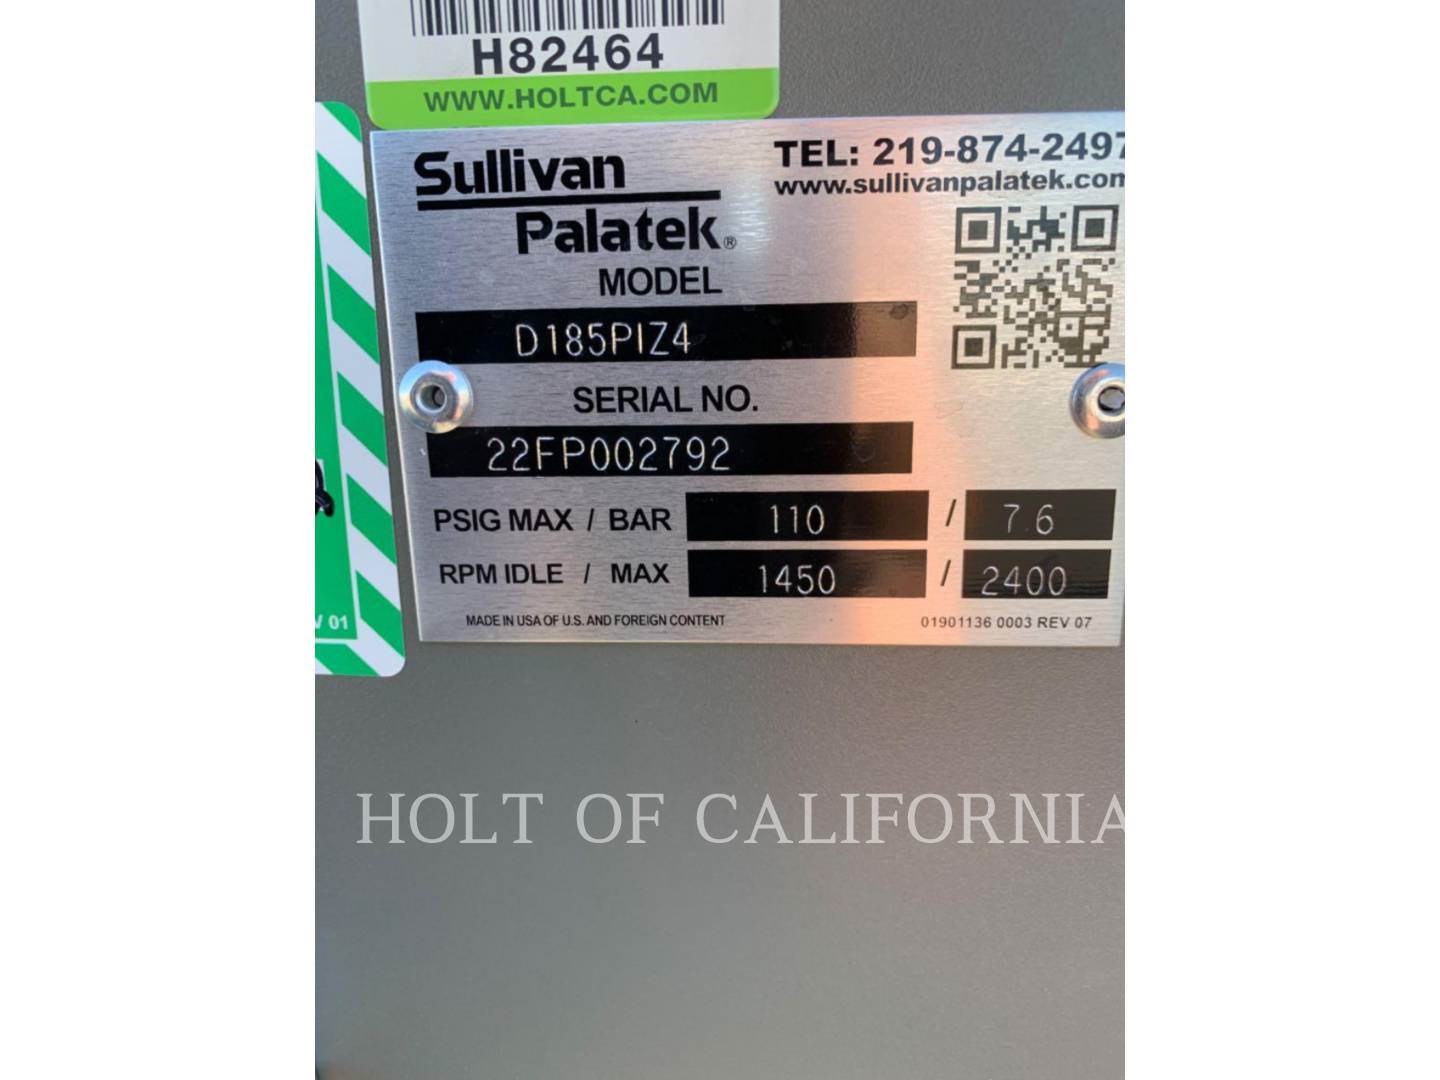 H82464
WWW.HOLTCA.COM
Sullivan
Palatek®
TEL: 219-874-2497
www.sullivanpalatek.com
MODEL
D185PIZ4
SERIAL NO.
22FP002792
PSIG MAX / BAR 110 / 7.6
RPM IDLE / MAX 1450 / 2400
MADE IN USA OF U.S. AND FOREIGN CONTENT
01901136 0003 REV 07
01
HOLT OF CALIFORNIA